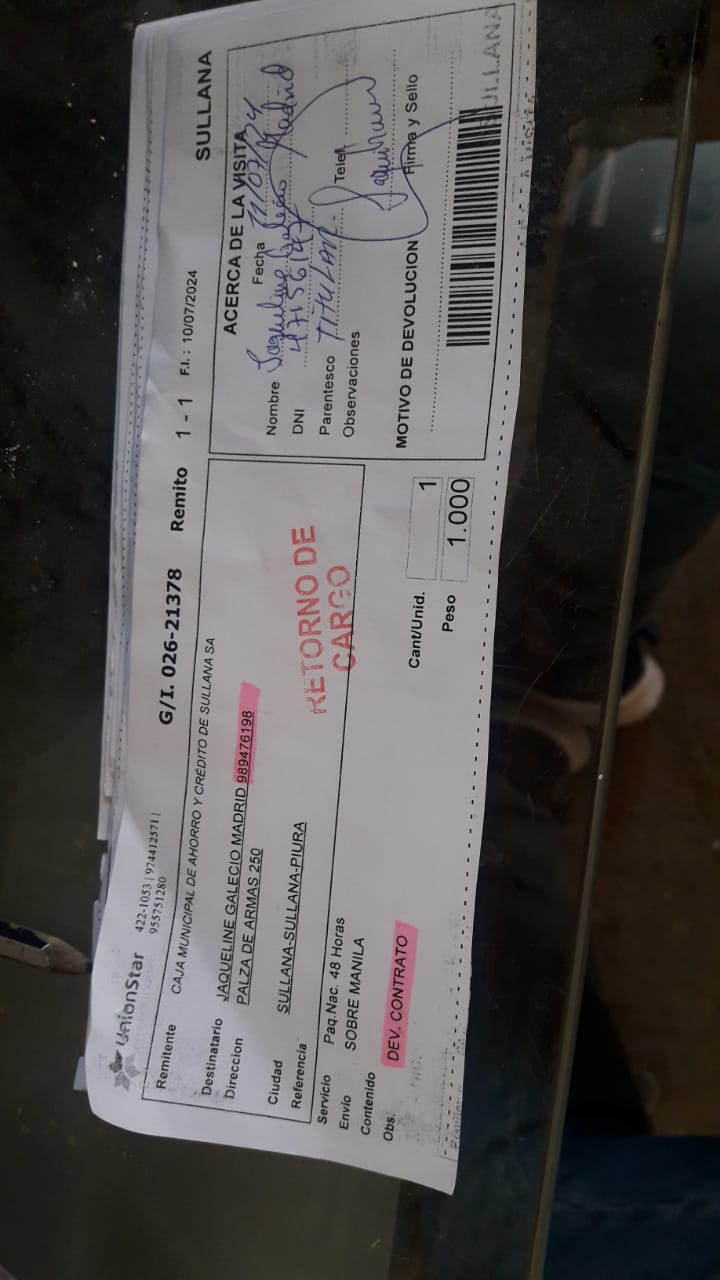 UnionStar
422-1053 | 974412571 |
955751280
G/I. 026-21378 Remito 1 - 1 F.I.: 10/07/2024 SULLANA
Remitente CAJA MUNICIPAL DE AHORRO Y CRÉDITO DE SULLANA SA
Destinatario JAQUELINE GALECIO MADRID 989476198
Direccion PALZA DE ARMAS 250
Ciudad SULLANA-SULLANA-PIURA
Referencia
Servicio Paq.Nac. 48 Horas
Envio SOBRE MANILA
Contenido
Obs. DEV. CONTRATO
RETORNO DE
CARGO
Cant/Unid. 1
Peso 1.000
ACERCA DE LA VISITA
Fecha
Nombre Jaqueline Galecio Madrid
DNI 47156197
Parentesco TITULAR Telef
Observaciones
MOTIVO DE DEVOLUCION Firma y Sello
SULLANA